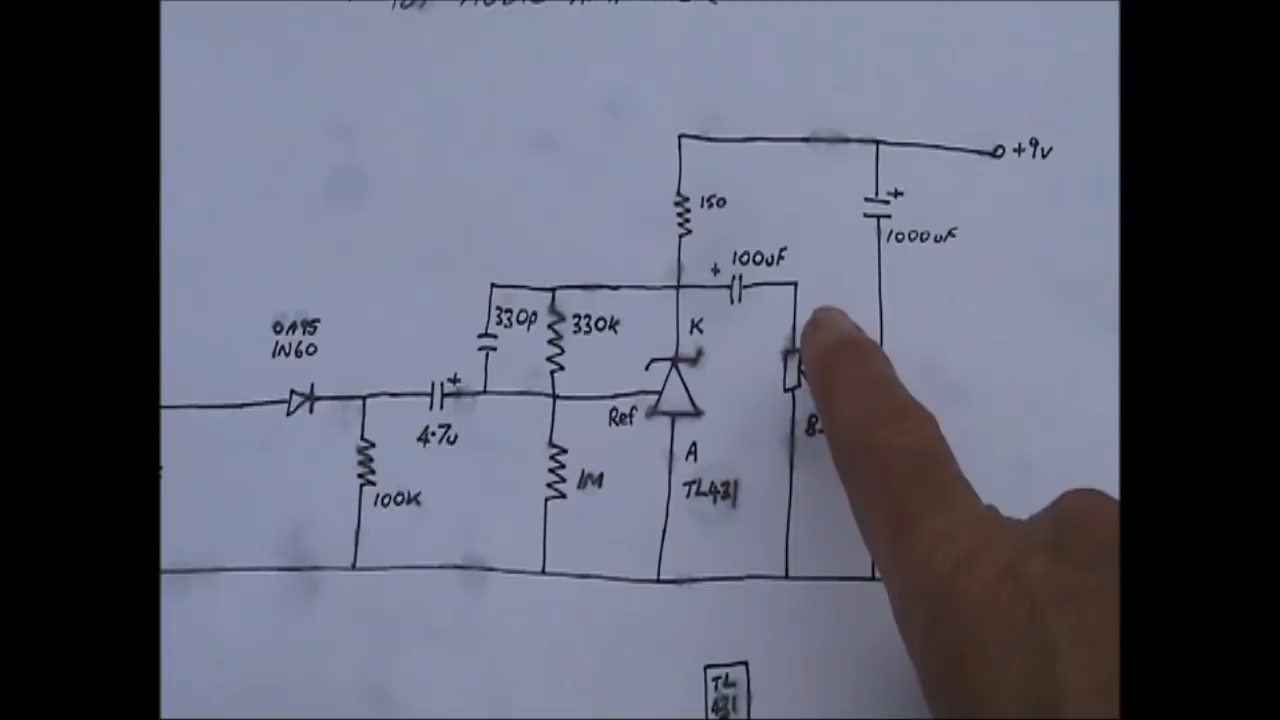 +9v
150
+
1000uF
100uF
+
330p
330k
K
OA95
1N60
+
Ref
4.7u
A
1M
TL431
100K
TL
431